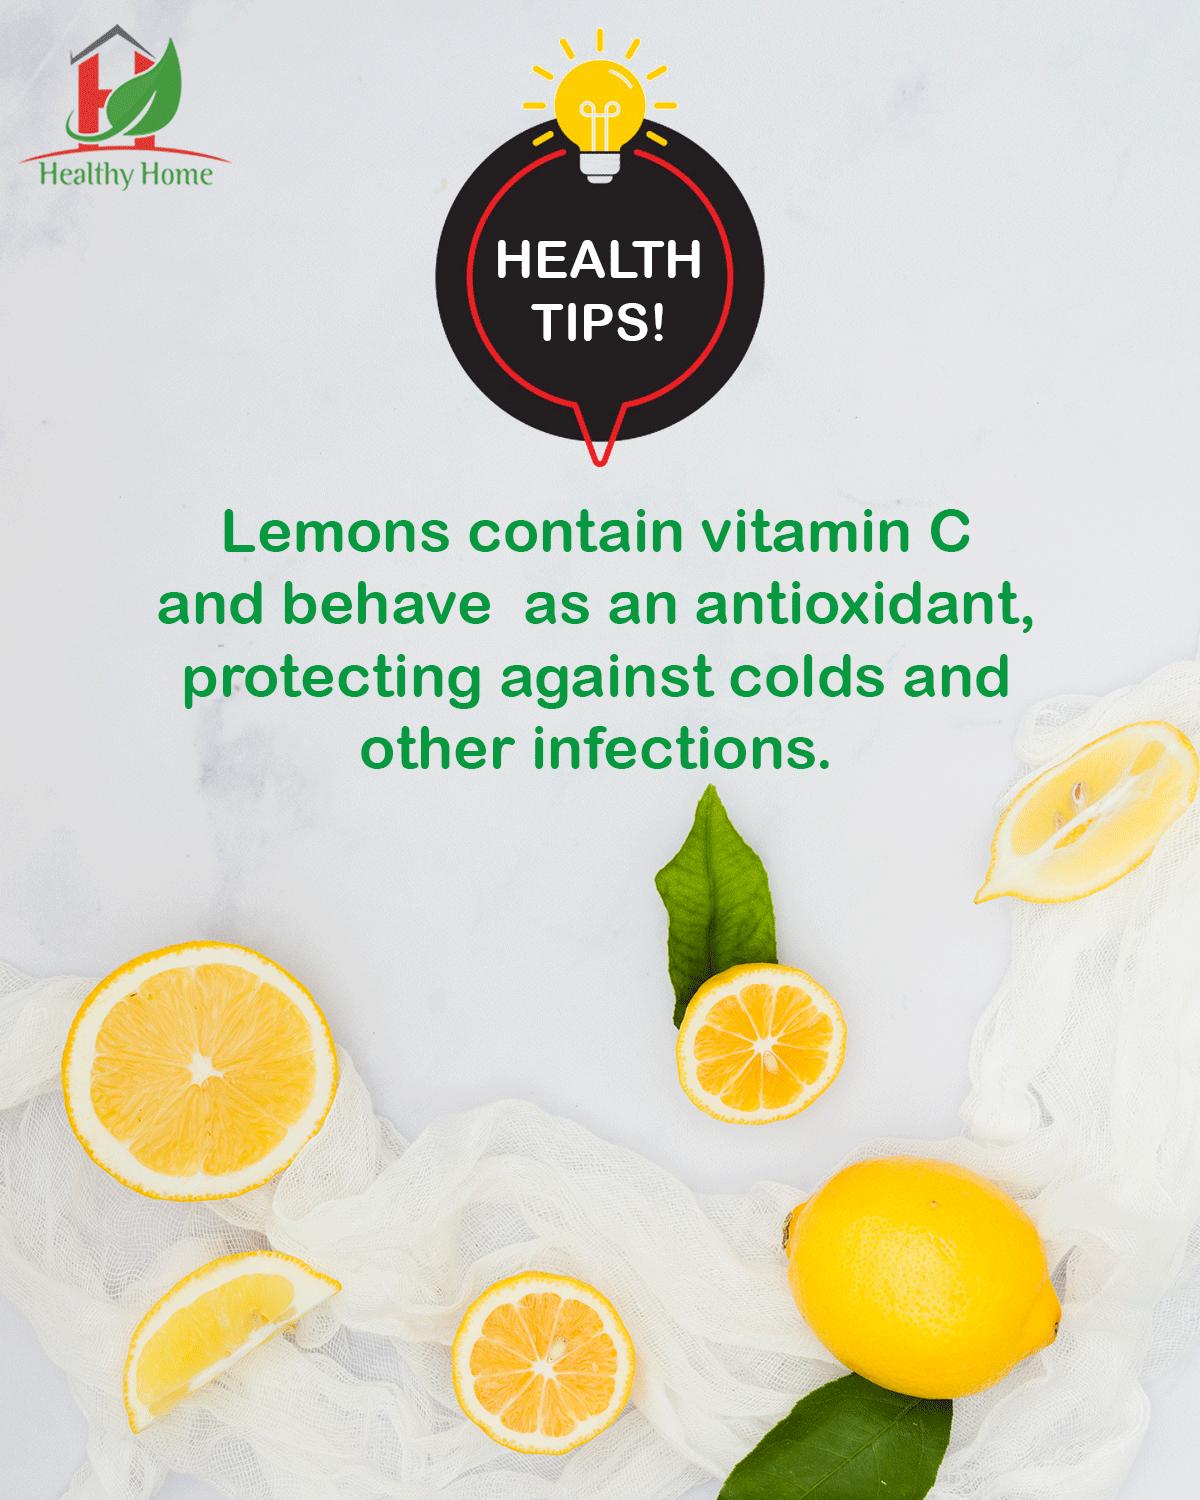 Healthy Home
HEALTH
TIPS!
Lemons contain vitamin C
and behave  as an antioxidant,
protecting against colds and
other infections.